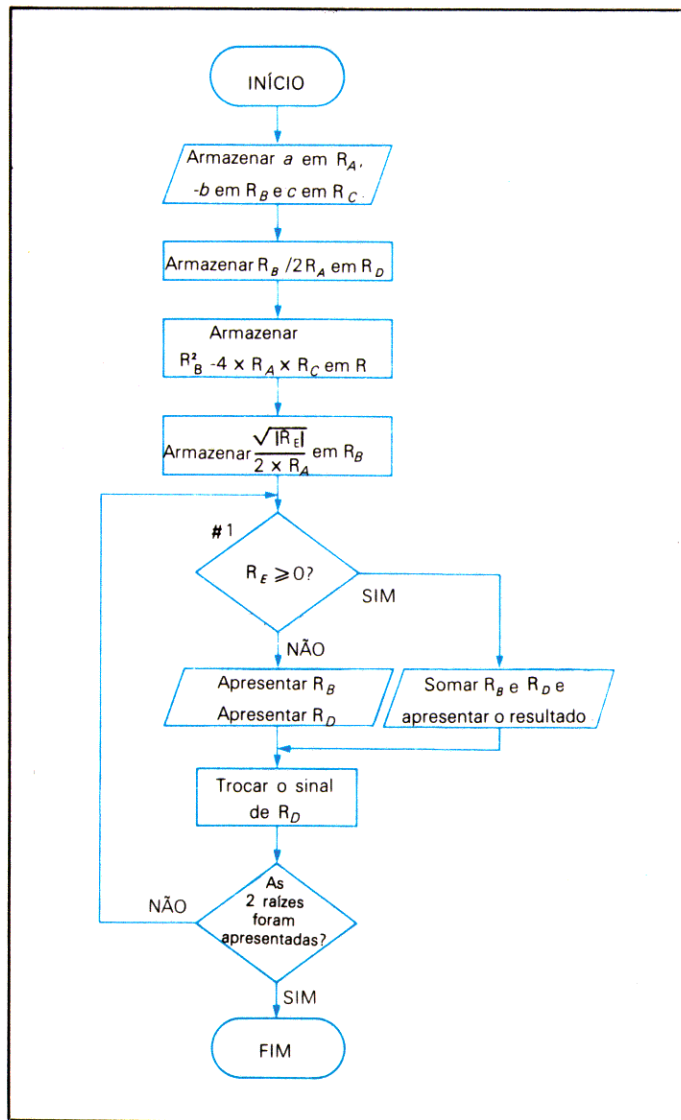 INÍCIO
Armazenar a em R_A,
-b em R_B e c em R_C.
Armazenar R_B /2R_A em R_D
Armazenar
R²_B -4 x R_A x R_C em R
Armazenar √|R_E| / 2 × R_A em R_B
#1
R_E ⩾0?
SIM
NÃO
Apresentar R_B
Apresentar R_D
Somar R_B e R_D e
apresentar o resultado
Trocar o sinal
de R_D
As
2 raízes
foram
apresentadas?
NÃO
SIM
FIM